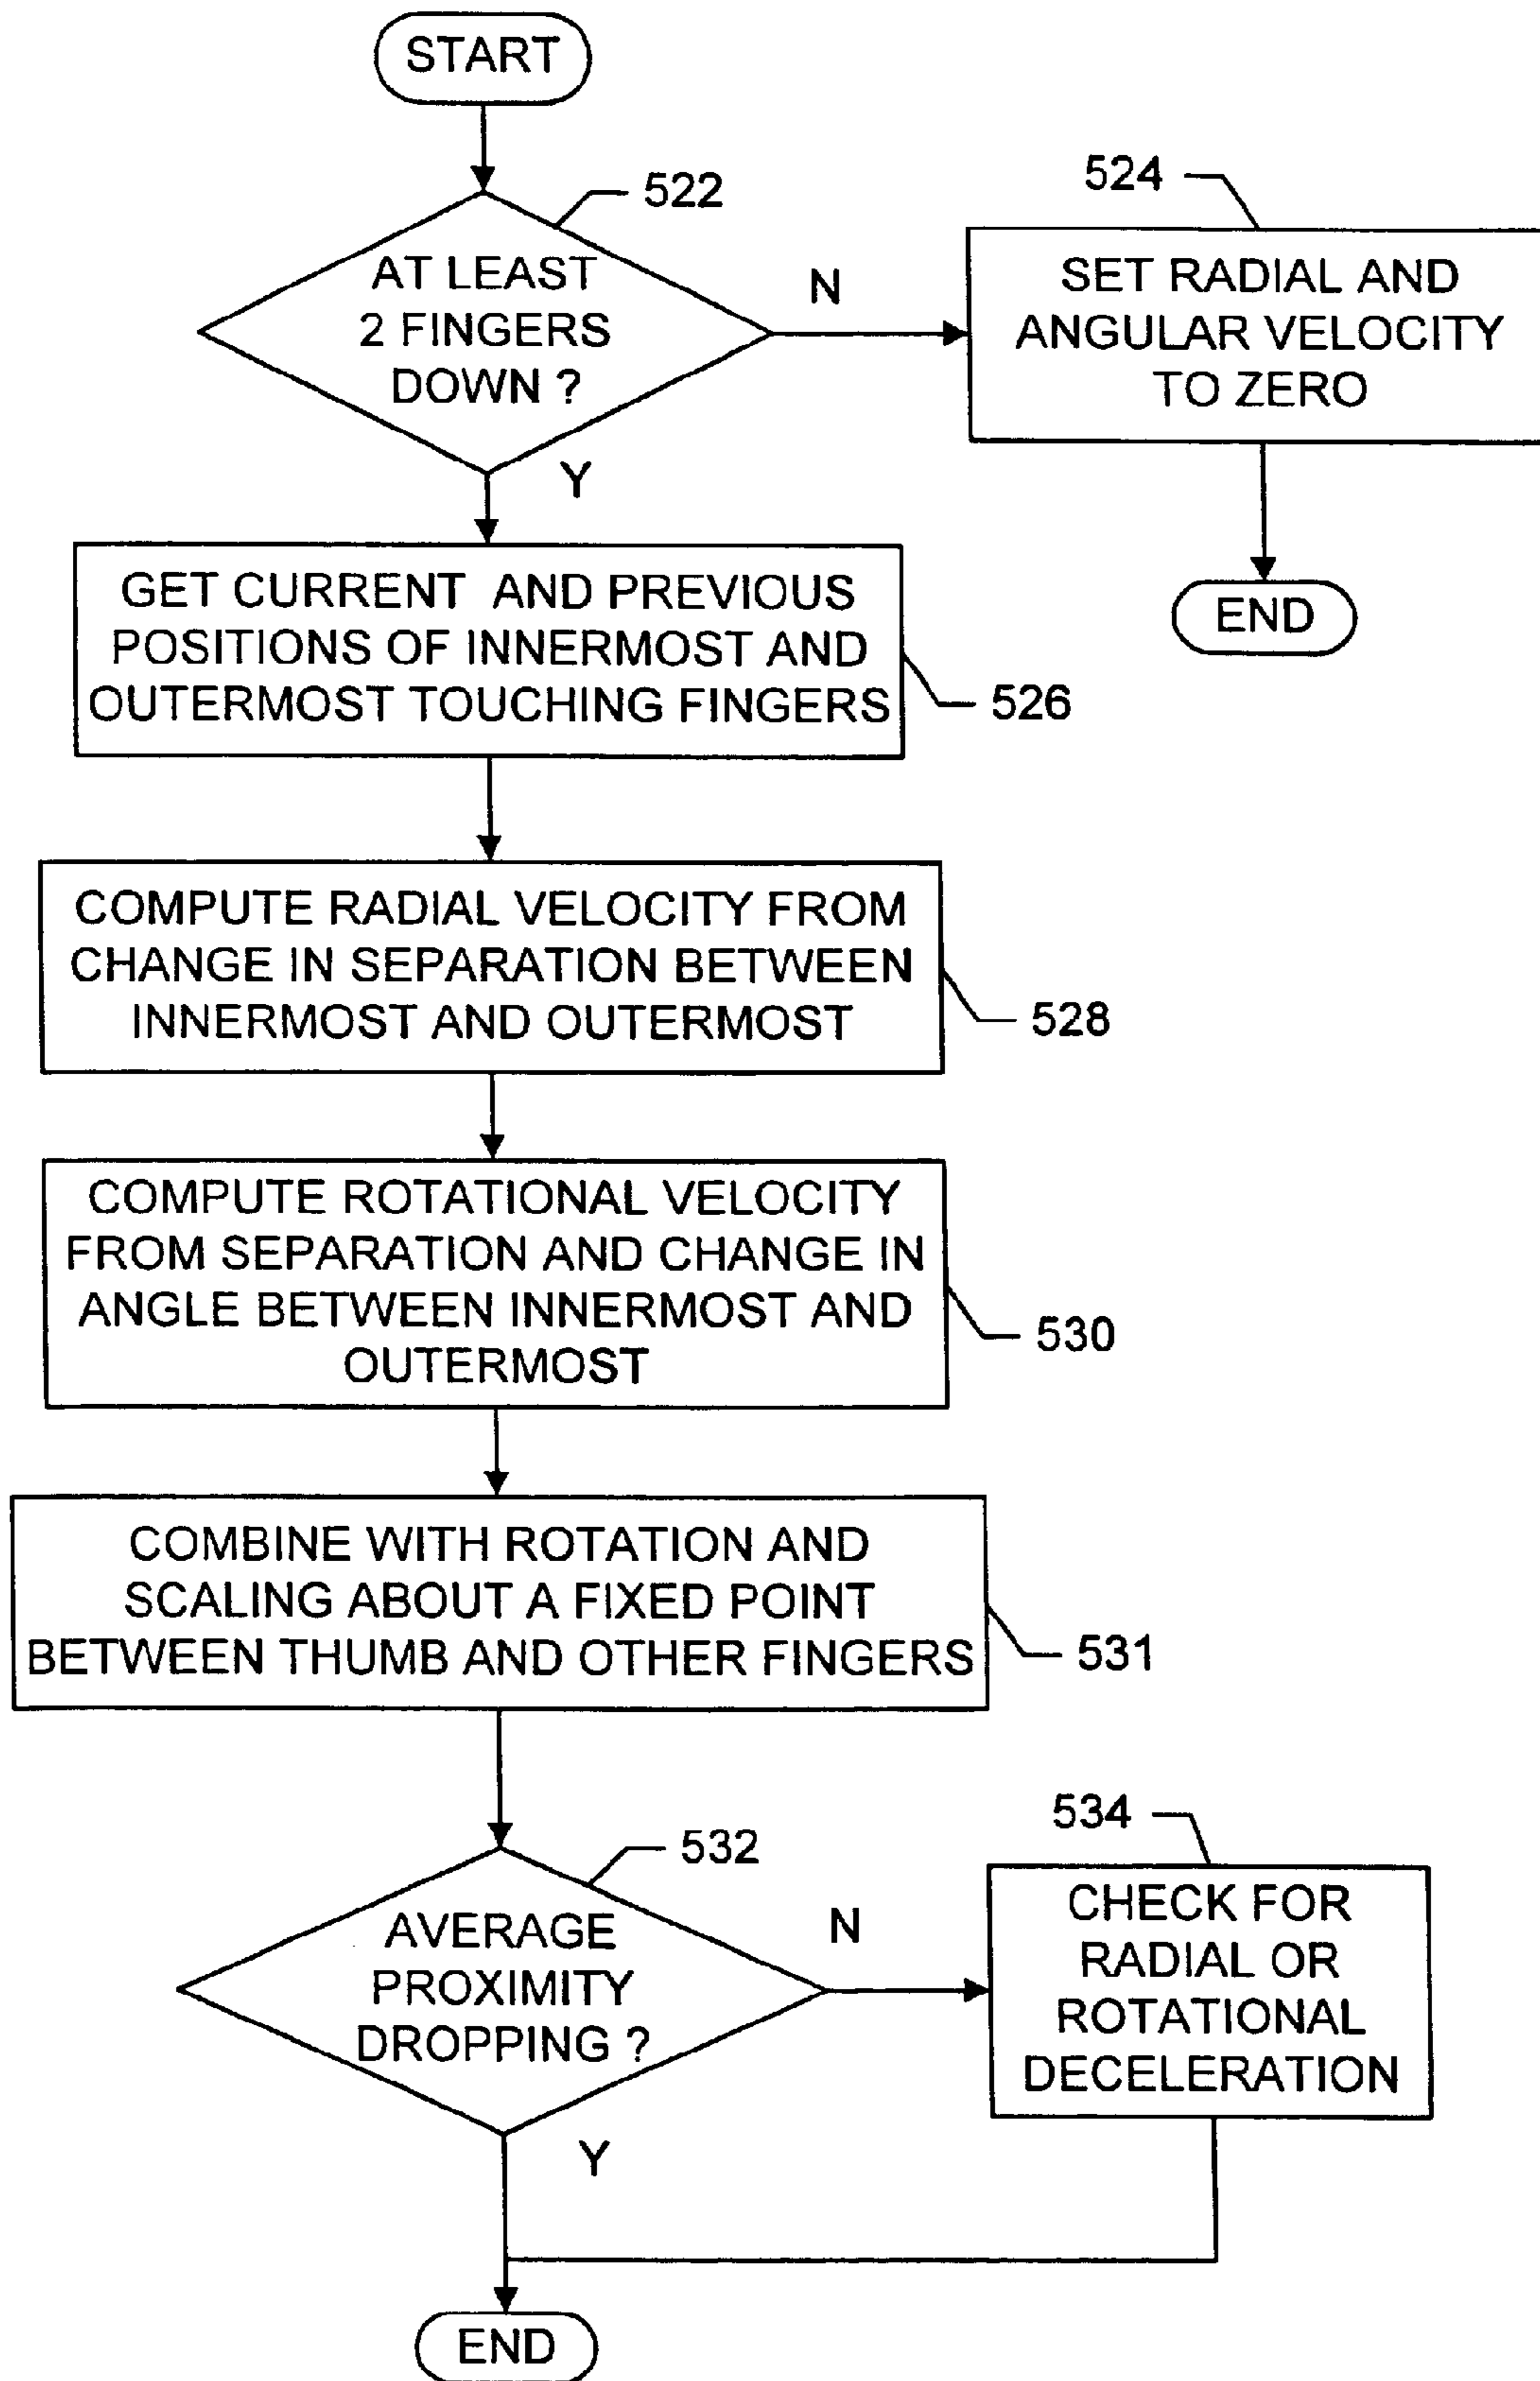 START
522
AT LEAST
2 FINGERS
DOWN ?
N
524
SET RADIAL AND
ANGULAR VELOCITY
TO ZERO
END
Y
GET CURRENT AND PREVIOUS
POSITIONS OF INNERMOST AND
OUTERMOST TOUCHING FINGERS
526
COMPUTE RADIAL VELOCITY FROM
CHANGE IN SEPARATION BETWEEN
INNERMOST AND OUTERMOST
528
COMPUTE ROTATIONAL VELOCITY
FROM SEPARATION AND CHANGE IN
ANGLE BETWEEN INNERMOST AND
OUTERMOST
530
COMBINE WITH ROTATION AND
SCALING ABOUT A FIXED POINT
BETWEEN THUMB AND OTHER FINGERS
531
532
AVERAGE
PROXIMITY
DROPPING ?
N
534
CHECK FOR
RADIAL OR
ROTATIONAL
DECELERATION
Y
END